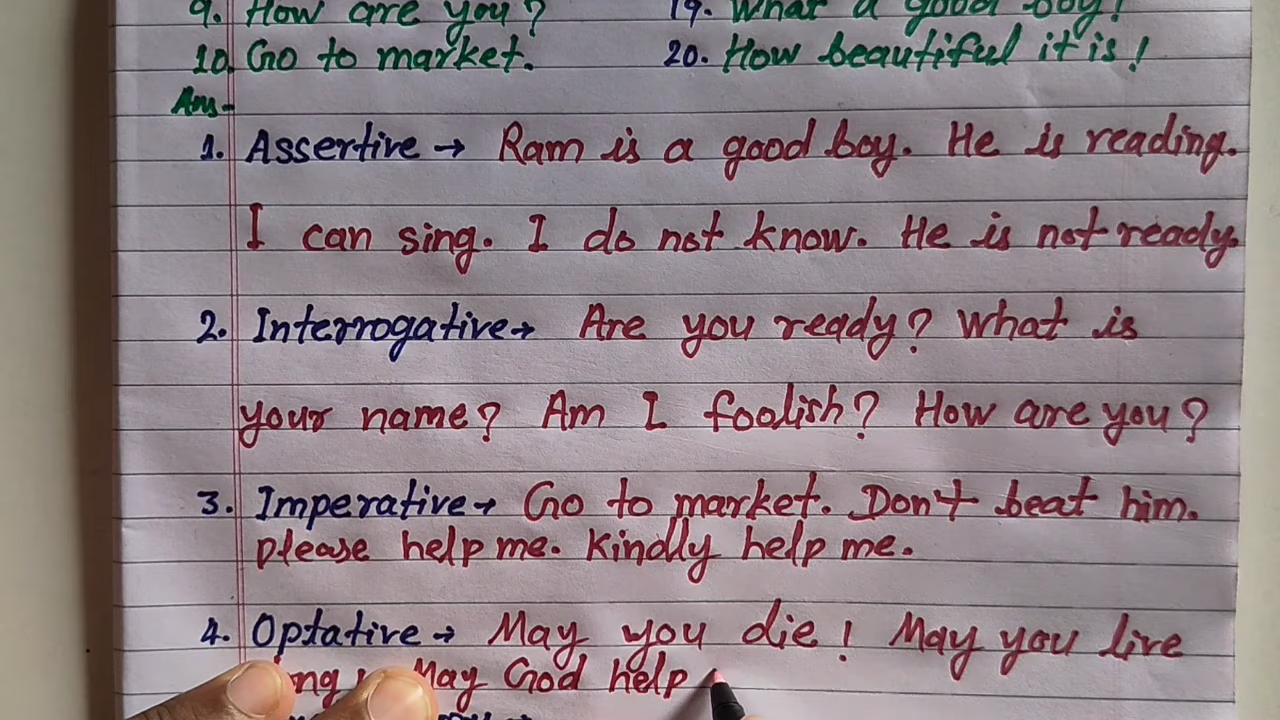 9. How are you? 19. What a good boy!
10. Go to market. 20. How beautiful it is!
Ans-
1. Assertive → Ram is a good boy. He is reading.
I can sing. I do not know. He is not ready.
2. Interrogative → Are you ready? What is
your name? Am I foolish? How are you?
3. Imperative → Go to market. Don't beat him.
please help me. Kindly help me.
4. Optative → May you die! May you live
May God help